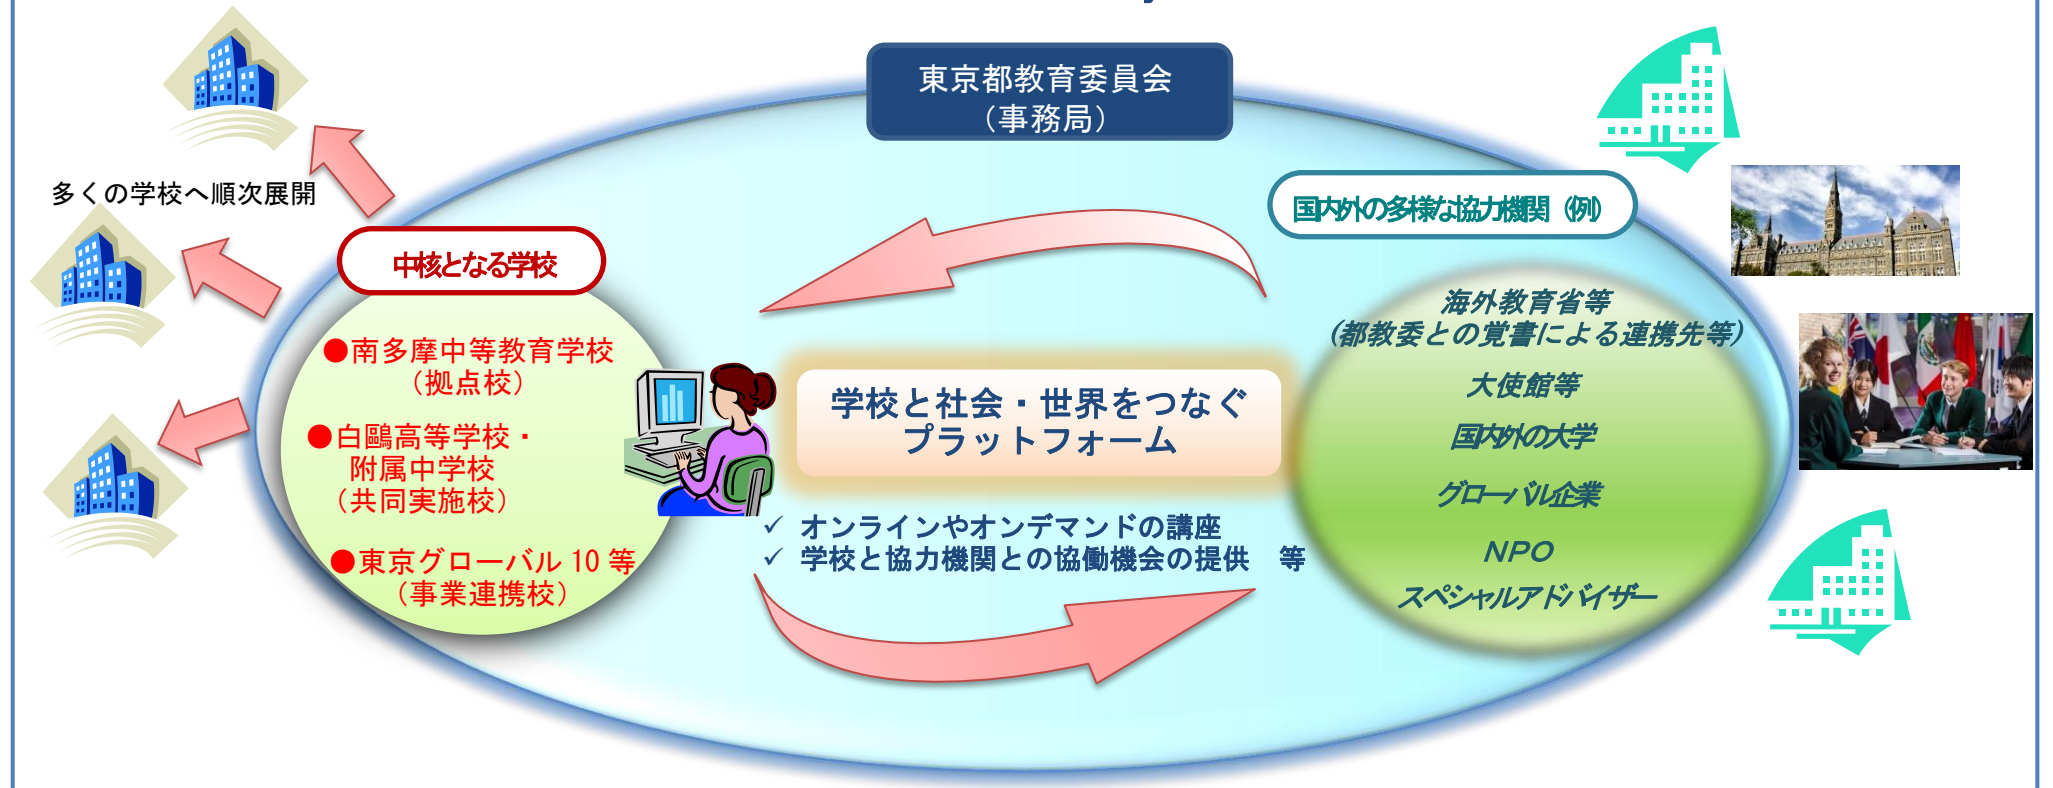 東京都教育委員会
（事務局）
多くの学校へ順次展開
中核となる学校
●南多摩中等教育学校
（拠点校）
●白鷗高等学校・
附属中学校
（共同実施校）
●東京グローバル10等
（事業連携校）
学校と社会・世界をつなぐ
プラットフォーム
✓ オンラインやオンデマンドの講座
✓ 学校と協力機関との協働機会の提供　等
国内外の多様な協力機関（例）
海外教育省等
（都教委との覚書による連携先等）
大使館等
国内外の大学
グローバル企業
NPO
スペシャルアドバイザー